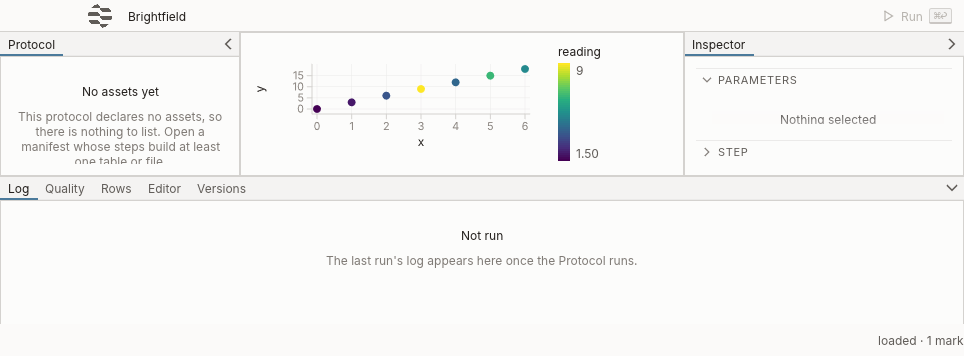 Brightfield
Run
Protocol
No assets yet
This protocol declares no assets, so
there is nothing to list. Open a
manifest whose steps build at least
one table or file
y
15
10
5
0
0 1 2 3 4 5 6
x
reading
9
1.50
Inspector
PARAMETERS
Nothing selected
STEP
Log Quality Rows Editor Versions
Not run
The last run's log appears here once the Protocol runs.
loaded · 1 mark